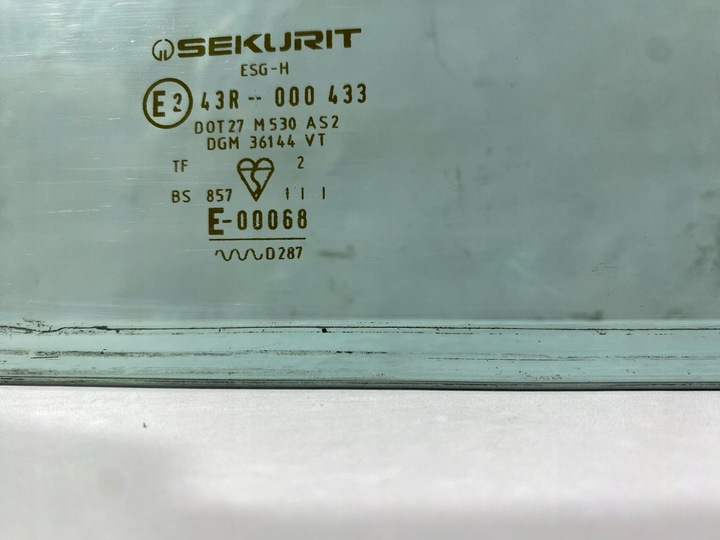 SEKURIT
ESG-H
E2 43R -- 000 433
DOT27 M530 AS2
DGM 36144 VT
TF 2
BS 857 1 1 1
E-00068
D287